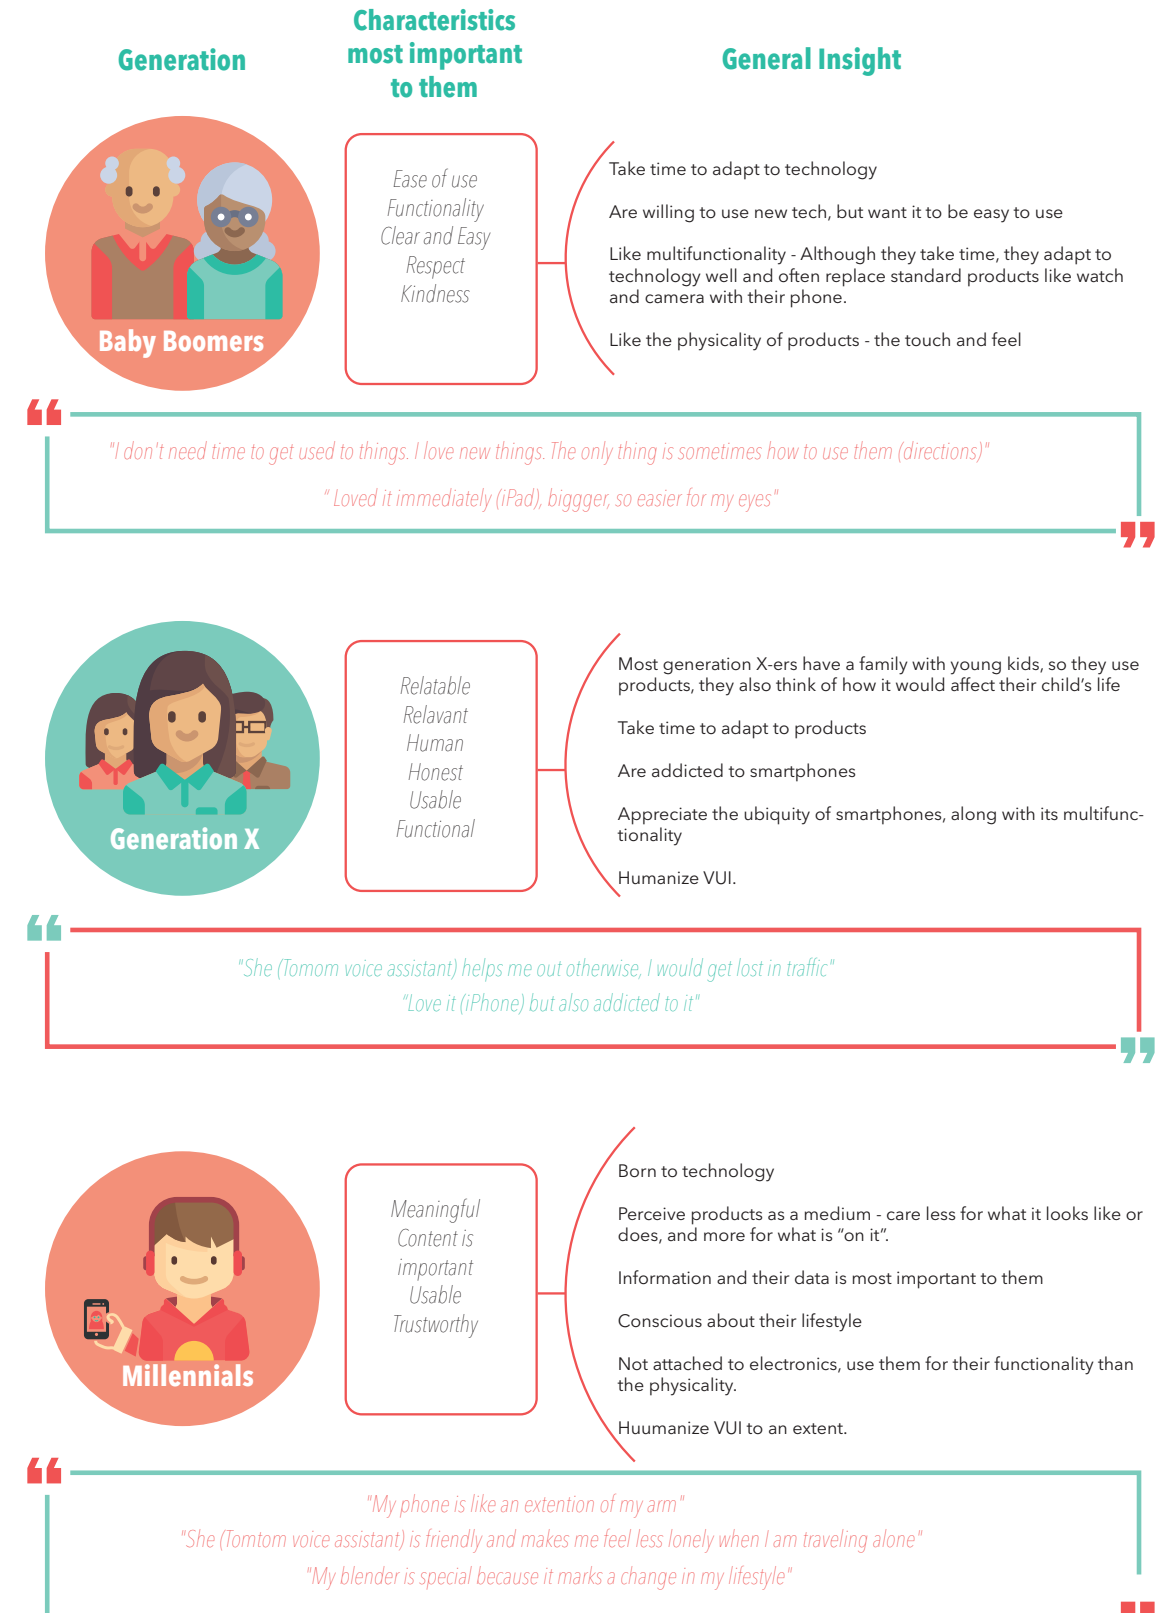 Generation
Characteristics
most important
to them
General Insight
Baby Boomers
Ease of use
Functionality
Clear and Easy
Respect
Kindness
Take time to adapt to technology
Are willing to use new tech, but want it to be easy to use
Like multifunctionality - Although they take time, they adapt to
technology well and often replace standard products like watch
and camera with their phone.
Like the physicality of products - the touch and feel
"I don't need time to get used to things. I love new things. The only thing is sometimes how to use them (directions)"
“ Loved it immediately (iPad), biggger, so easier for my eyes"
Generation X
Relatable
Relavant
Human
Honest
Usable
Functional
Most generation X-ers have a family with young kids, so they use
products, they also think of how it would affect their child’s life
Take time to adapt to products
Are addicted to smartphones
Appreciate the ubiquity of smartphones, along with its multifunc-
tionality
Humanize VUI.
"She (Tomom voice assistant) helps me out otherwise, I would get lost in traffic"
“Love it (iPhone) but also addicted to it"
Millennials
Meaningful
Content is
important
Usable
Trustworthy
Born to technology
Perceive products as a medium - care less for what it looks like or
does, and more for what is “on it”.
Information and their data is most important to them
Conscious about their lifestyle
Not attached to electronics, use them for their functionality than
the physicality.
Huumanize VUI to an extent.
"My phone is like an extention of my arm"
"She (Tomtom voice assistant) is friendly and makes me feel less lonely when I am traveling alone"
"My blender is special because it marks a change in my lifestyle"